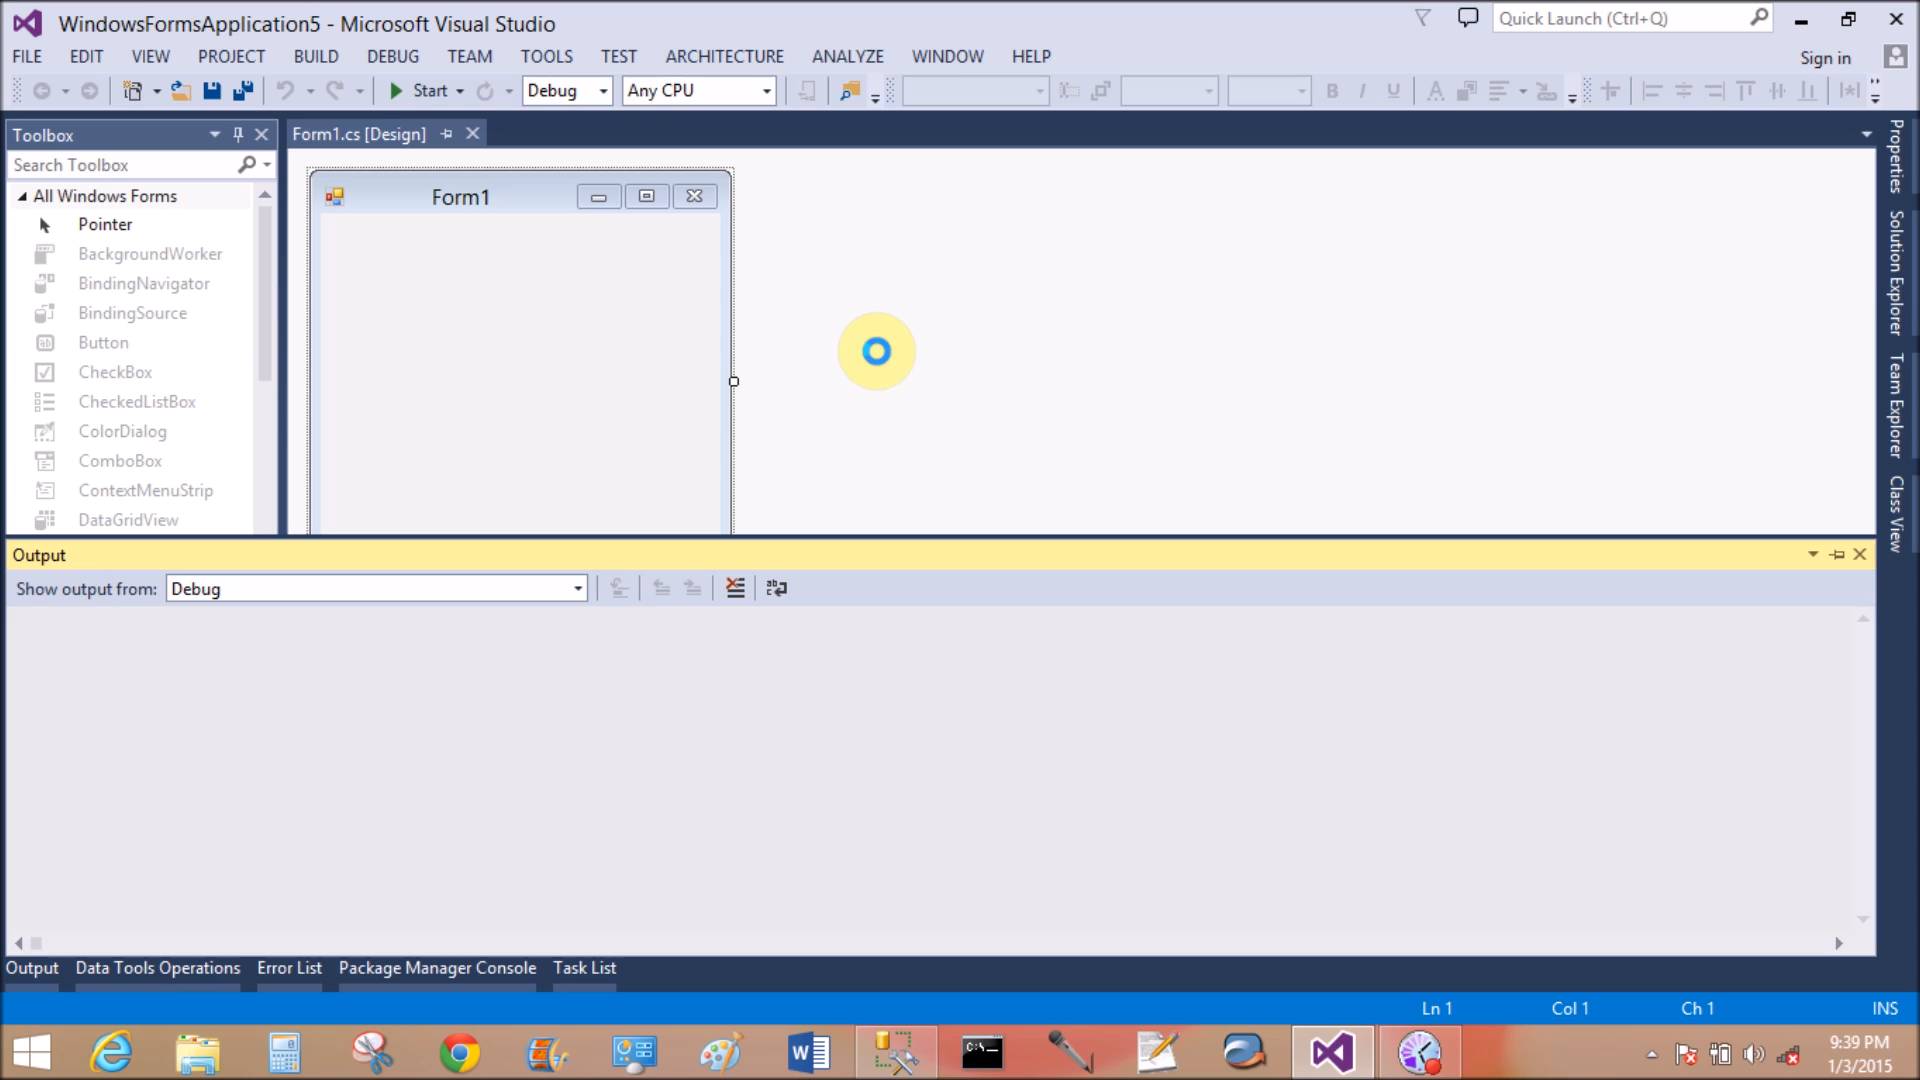 WindowsFormsApplication5 - Microsoft Visual Studio
Quick Launch (Ctrl+Q)
FILE EDIT VIEW PROJECT BUILD DEBUG TEAM TOOLS TEST ARCHITECTURE ANALYZE WINDOW HELP
Sign in
Start Debug Any CPU
B I U A
Toolbox
Form1.cs [Design]
Search Toolbox
All Windows Forms
Pointer
BackgroundWorker
BindingNavigator
BindingSource
Button
CheckBox
CheckedListBox
ColorDialog
ComboBox
ContextMenuStrip
DataGridView
Form1
Properties
Solution Explorer
Team Explorer
Class View
Output
Show output from: Debug
Output Data Tools Operations Error List Package Manager Console Task List
Ln 1 Col 1 Ch 1 INS
9:39 PM
1/3/2015